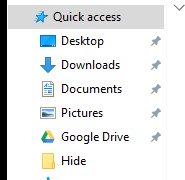 Quick access
Desktop
Downloads
Documents
Pictures
Google Drive
Hide